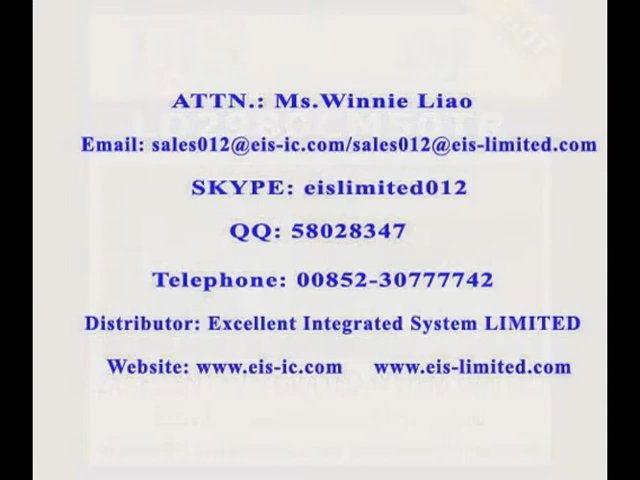 ATTN.: Ms.Winnie Liao
LD2980CM50TR
Email: sales012@eis-ic.com/sales012@eis-limited.com
SKYPE: eislimited012
QQ: 58028347
Telephone: 00852-30777742
Distributor: Excellent Integrated System LIMITED
Website: www.eis-ic.com www.eis-limited.com